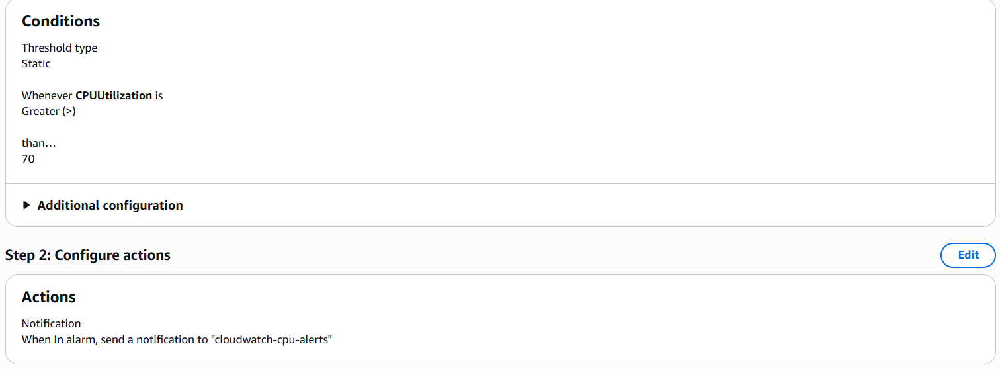 Conditions
Threshold type
Static
Whenever CPUUtilization is
Greater (>)
than…
70
Additional configuration
Step 2: Configure actions
Edit
Actions
Notification
When In alarm, send a notification to "cloudwatch-cpu-alerts"